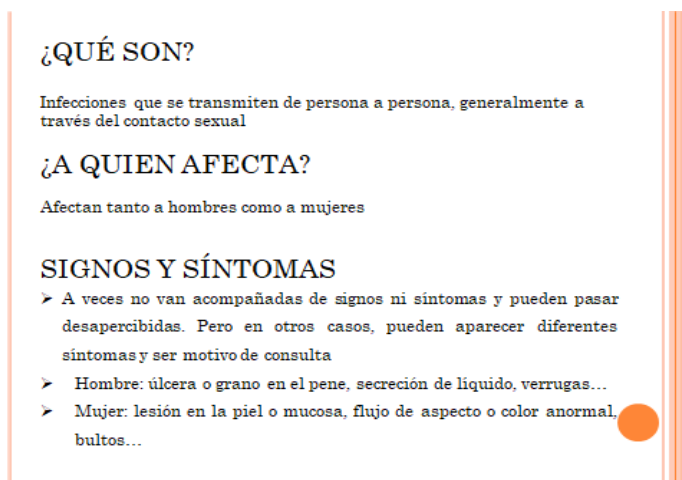 ¿QUÉ SON?
Infecciones que se transmiten de persona a persona, generalmente a
través del contacto sexual
¿A QUIEN AFECTA?
Afectan tanto a hombres como a mujeres
SIGNOS Y SÍNTOMAS
➤ A veces no van acompañadas de signos ni síntomas y pueden pasar
desapercibidas. Pero en otros casos, pueden aparecer diferentes
síntomas y ser motivo de consulta
➤ Hombre: úlcera o grano en el pene, secreción de líquido, verrugas…
➤ Mujer: lesión en la piel o mucosa, flujo de aspecto o color anormal,
bultos…